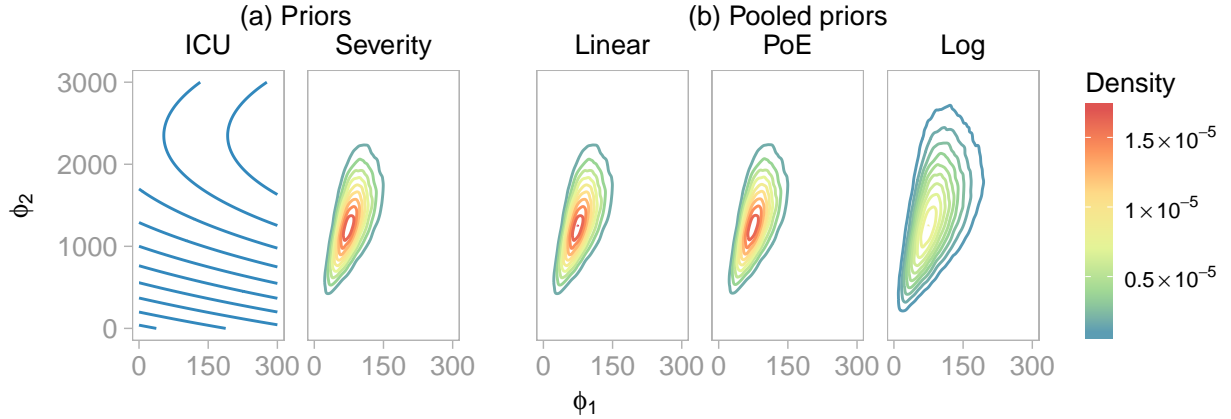 (a) Priors (b) Pooled priors
ICU Severity Linear PoE Log
3000
2000
1000
0
ϕ2
0 150 300 0 150 300 0 150 300 0 150 300 0 150 300
ϕ1
Density
1.5×10⁻⁵
1×10⁻⁵
0.5×10⁻⁵